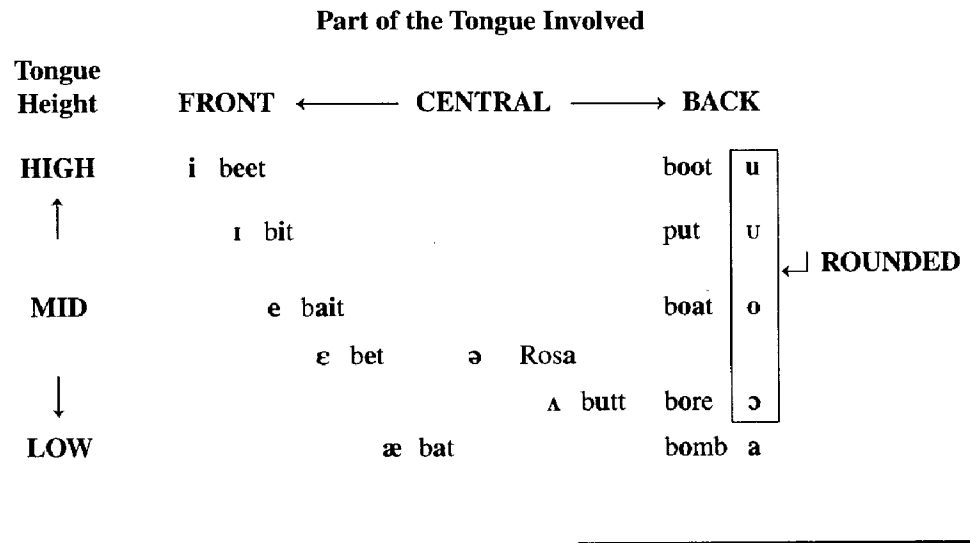 Part of the Tongue Involved
Tongue
Height FRONT ← CENTRAL → BACK
HIGH i beet boot u
↑ ɪ bit put ʊ
ROUNDED
MID e bait boat o
ɛ bet ə Rosa
↓ ʌ butt bore ɔ
LOW æ bat bomb a